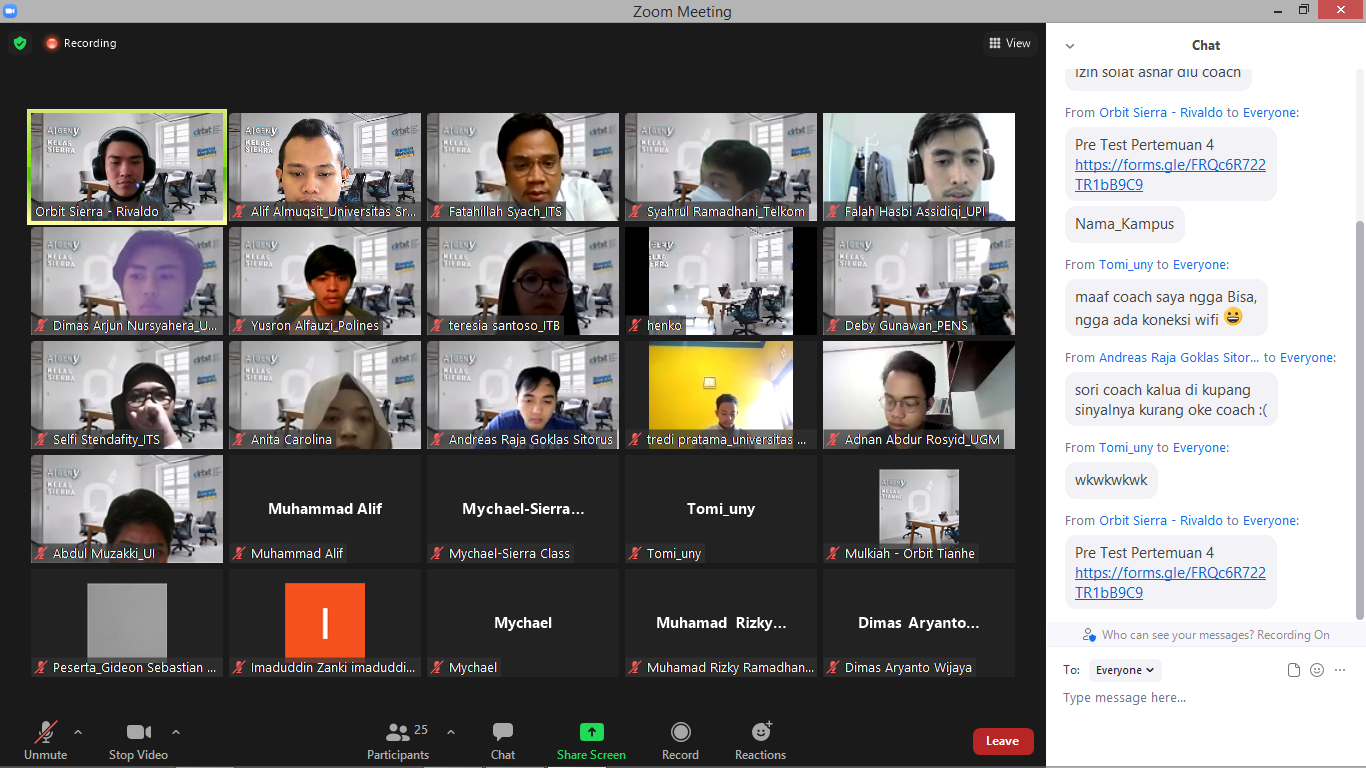 Zoom Meeting
Recording
View
AIGENY
KELAS
SIERRA
orbit
Orbit Sierra - Rivaldo
Alif Almuqsit_Universitas Sr...
Fatahillah Syach_ITS
Syahrul Ramadhani_Telkom
Falah Hasbi Assidiqi_UPI
Dimas Arjun Nursyahera_U...
Yusron Alfauzi_Polines
teresia santoso_ITB
henko
Deby Gunawan_PENS
Selfi Stendafity_ITS
Anita Carolina
Andreas Raja Goklas Sitorus
tredi pratama_universitas ...
Adnan Abdur Rosyid_UGM
Abdul Muzakki_UI
Muhammad Alif
Muhammad Alif
Mychael-Sierra...
Mychael-Sierra Class
Tomi_uny
Tomi_uny
Mulkiah - Orbit Tianhe
Peserta_Gideon Sebastian ...
I
Imaduddin Zanki imaduddi...
Mychael
Mychael
Muhamad Rizky...
Muhamad Rizky Ramadhan...
Dimas Aryanto...
Dimas Aryanto Wijaya
Unmute
Stop Video
25
Participants
Chat
Share Screen
Record
Reactions
Leave
Chat
izin solat ashar dlu coach
From Orbit Sierra - Rivaldo to Everyone:
Pre Test Pertemuan 4
https://forms.gle/FRQc6R722
TR1bB9C9
Nama_Kampus
From Tomi_uny to Everyone:
maaf coach saya ngga Bisa,
ngga ada koneksi wifi 😀
From Andreas Raja Goklas Sitor... to Everyone:
sori coach kalua di kupang
sinyalnya kurang oke coach :(
From Tomi_uny to Everyone:
wkwkwkwk
From Orbit Sierra - Rivaldo to Everyone:
Pre Test Pertemuan 4
https://forms.gle/FRQc6R722
TR1bB9C9
Who can see your messages? Recording On
To: Everyone
Type message here...